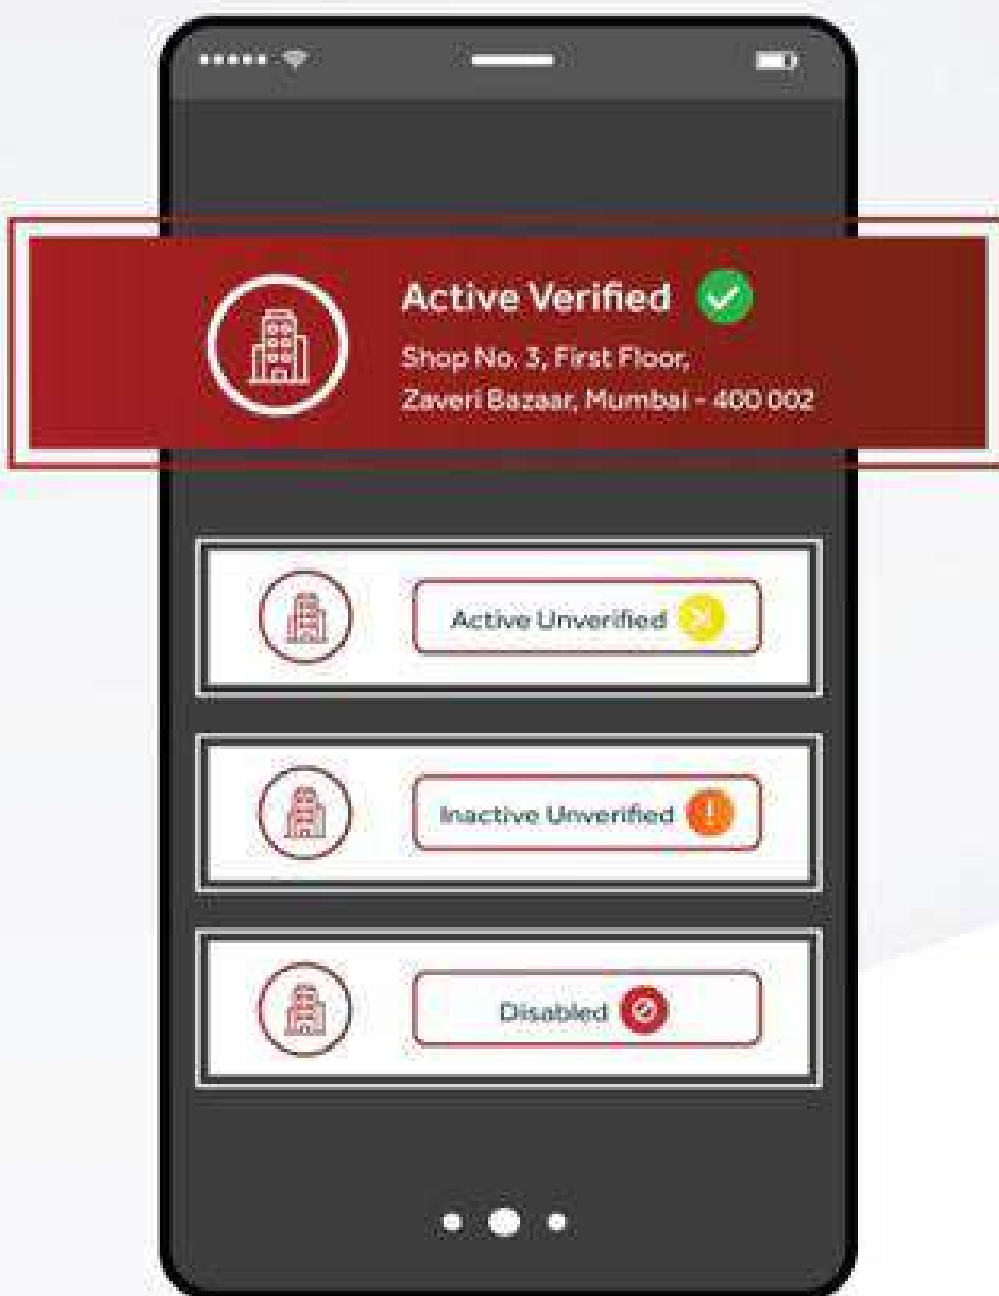 Active Verified
Shop No. 3, First Floor,
Zaveri Bazaar, Mumbai - 400 002
Active Unverified
Inactive Unverified
Disabled